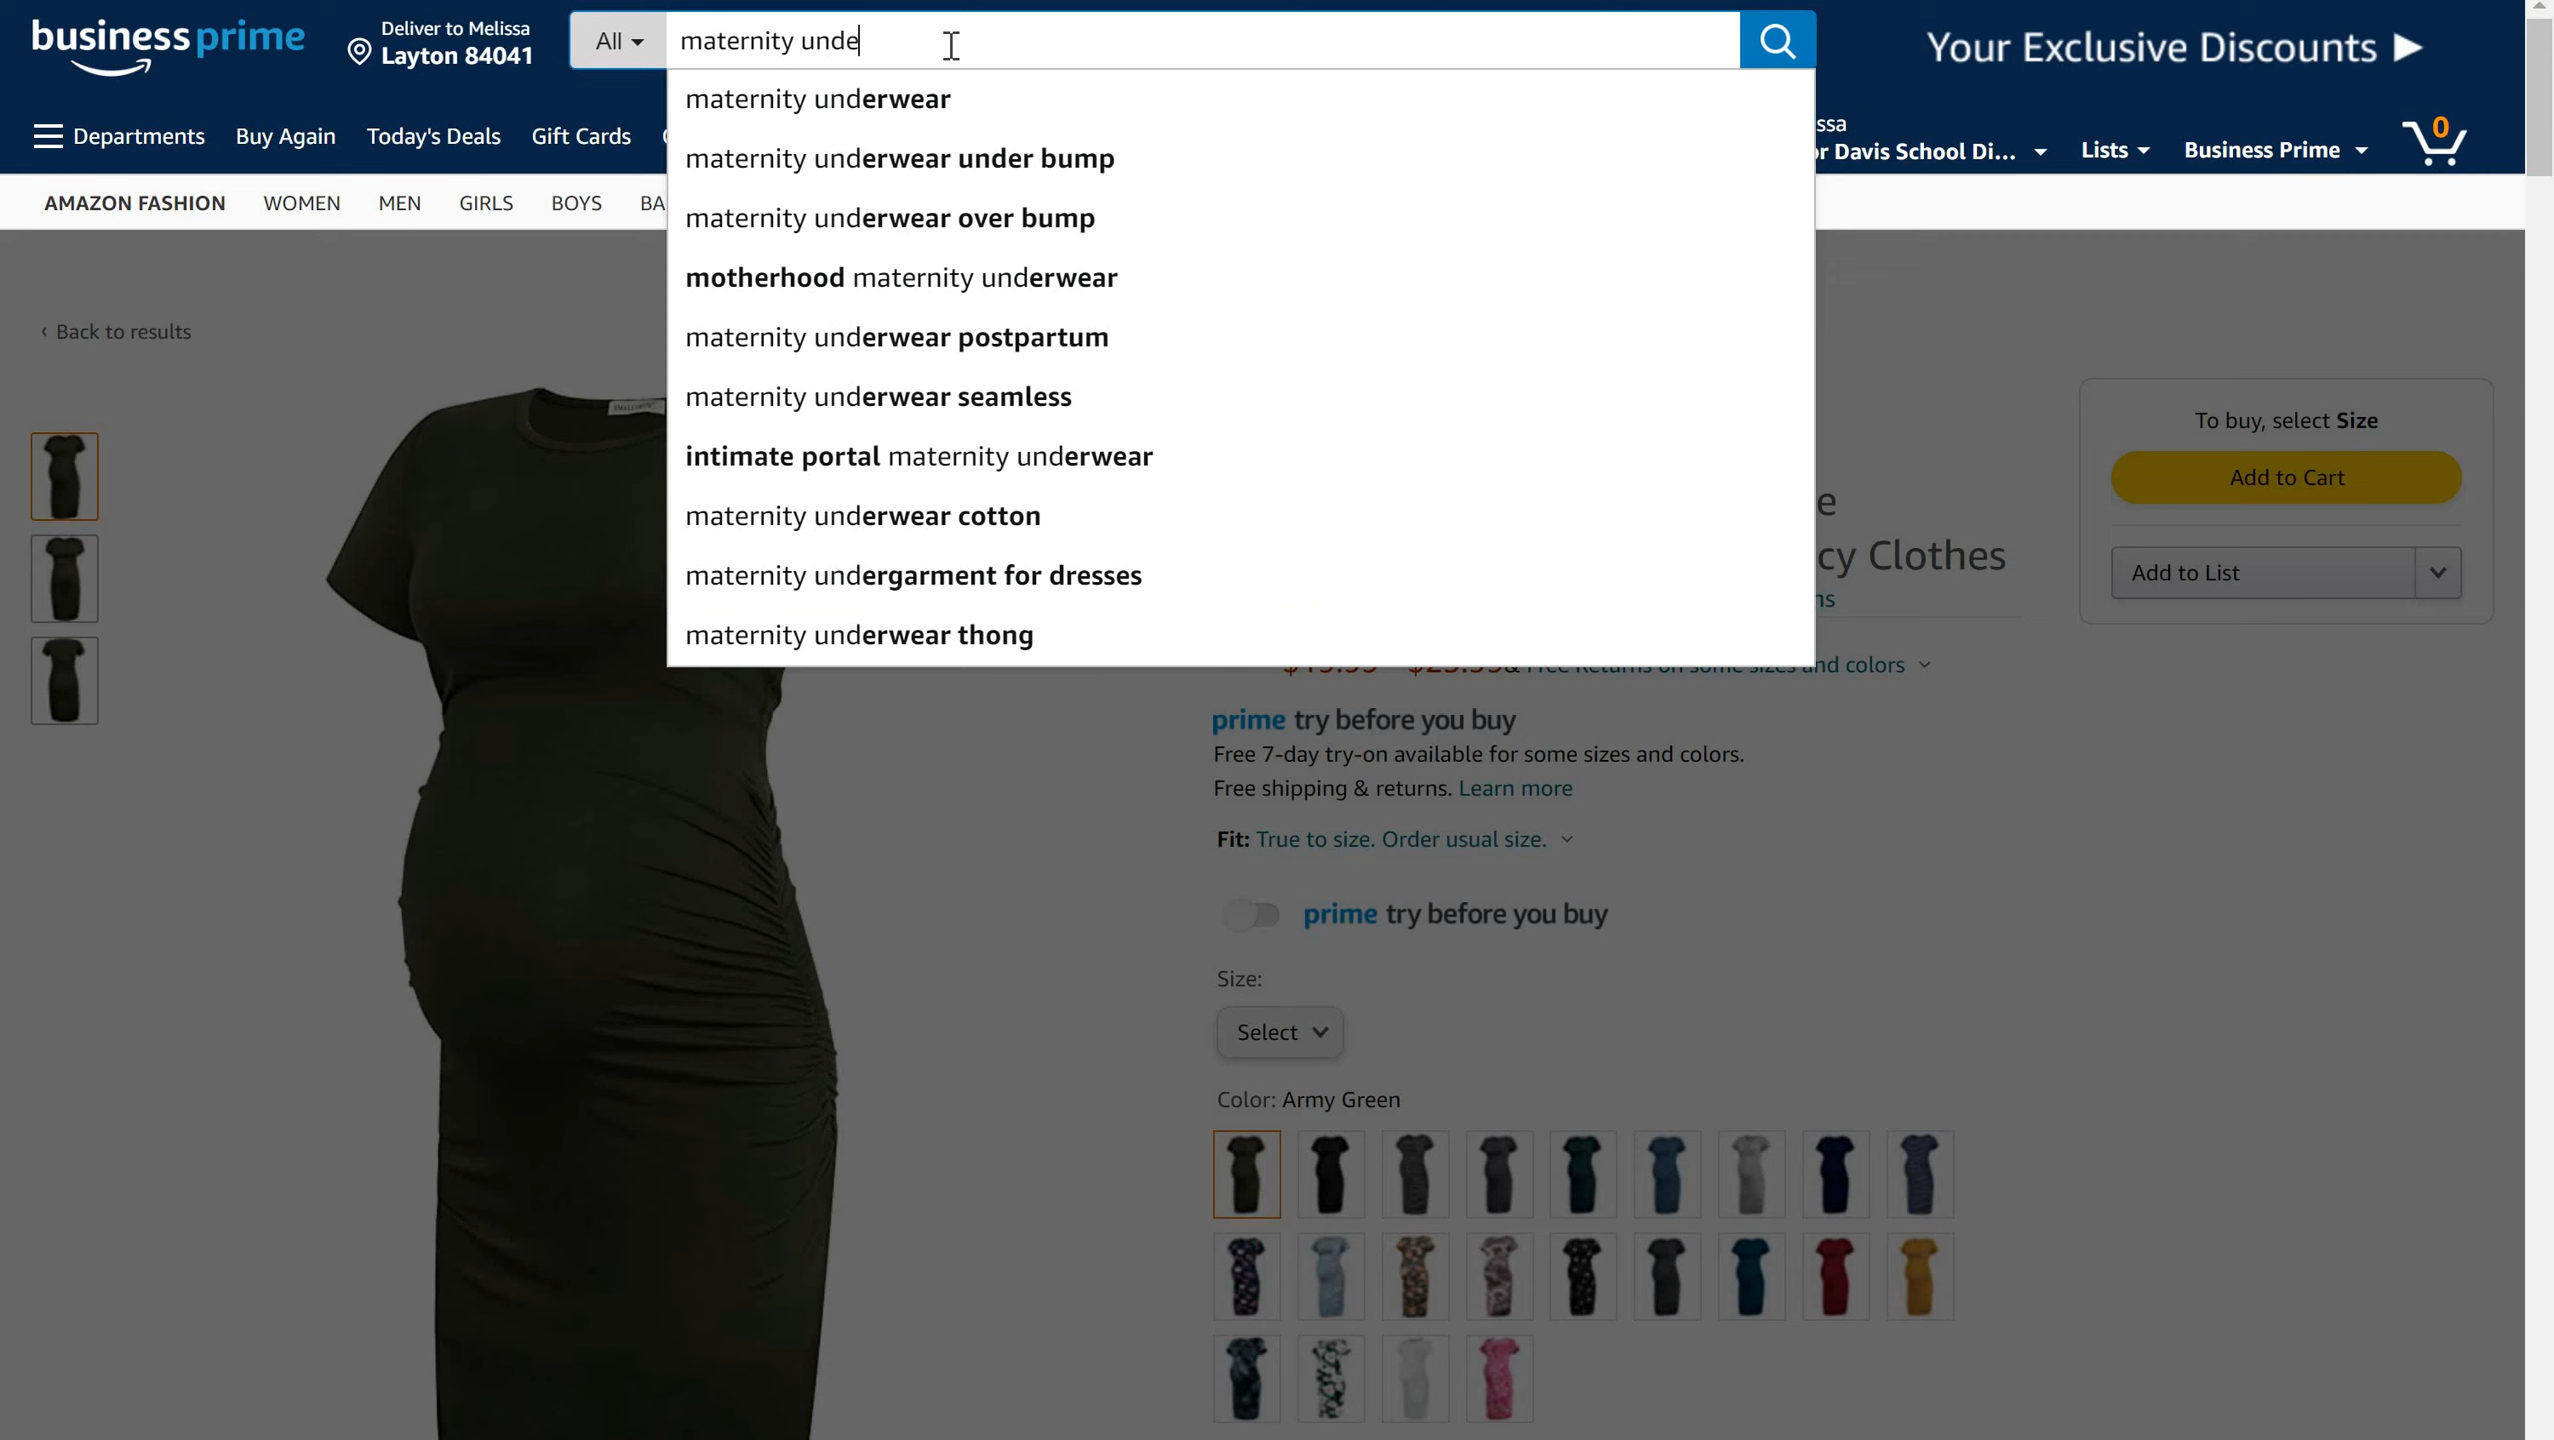 business prime
Deliver to Melissa
Layton 84041
All
maternity unde
Your Exclusive Discounts ▶
maternity underwear
maternity underwear under bump
maternity underwear over bump
motherhood maternity underwear
maternity underwear postpartum
maternity underwear seamless
intimate portal maternity underwear
maternity underwear cotton
maternity undergarment for dresses
maternity underwear thong
Departments
Buy Again
Today's Deals
Gift Cards
ssa
or Davis School Di...
Lists
Business Prime
0
AMAZON FASHION
WOMEN
MEN
GIRLS
BOYS
BA
‹ Back to results
e
cy Clothes
ns
and colors
prime try before you buy
Free 7-day try-on available for some sizes and colors.
Free shipping & returns. Learn more
Fit: True to size. Order usual size.
prime try before you buy
Size:
Select
Color: Army Green
To buy, select Size
Add to Cart
Add to List